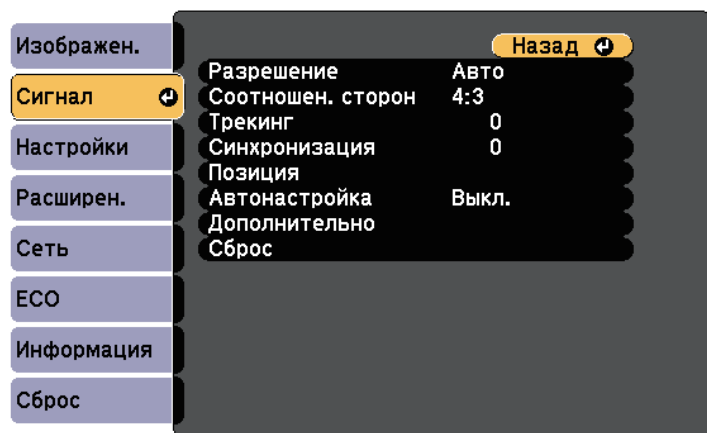 Изображен.
Сигнал
Настройки
Расширен.
Сеть
ECO
Информация
Сброс
Назад
Разрешение Авто
Соотношен. сторон 4:3
Трекинг 0
Синхронизация 0
Позиция
Автонастройка Выкл.
Дополнительно
Сброс